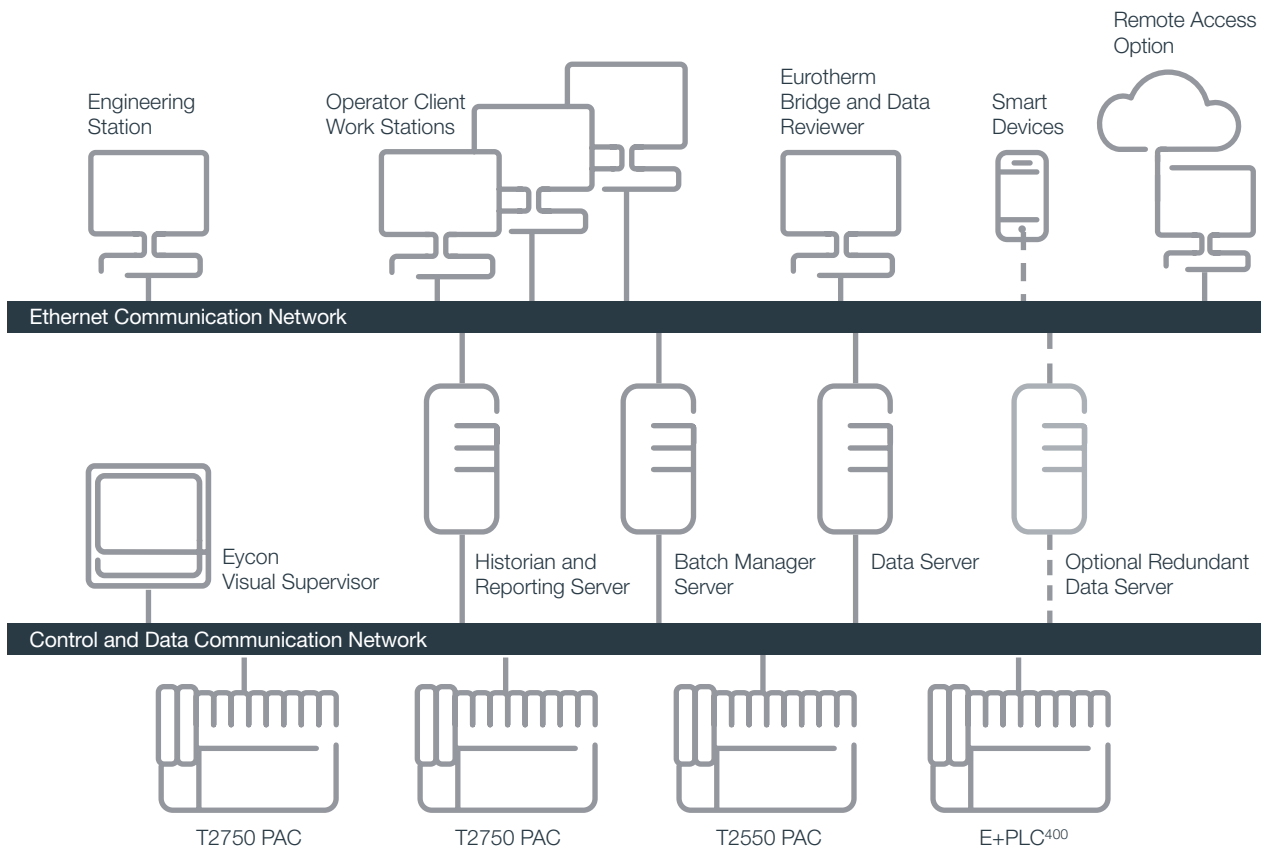 Remote Access
Option
Engineering
Station
Operator Client
Work Stations
Eurotherm
Bridge and Data
Reviewer
Smart
Devices
Ethernet Communication Network
Eycon
Visual Supervisor
Historian and
Reporting Server
Batch Manager
Server
Data Server
Optional Redundant
Data Server
Control and Data Communication Network
T2750 PAC
T2750 PAC
T2550 PAC
E+PLC⁴⁰⁰